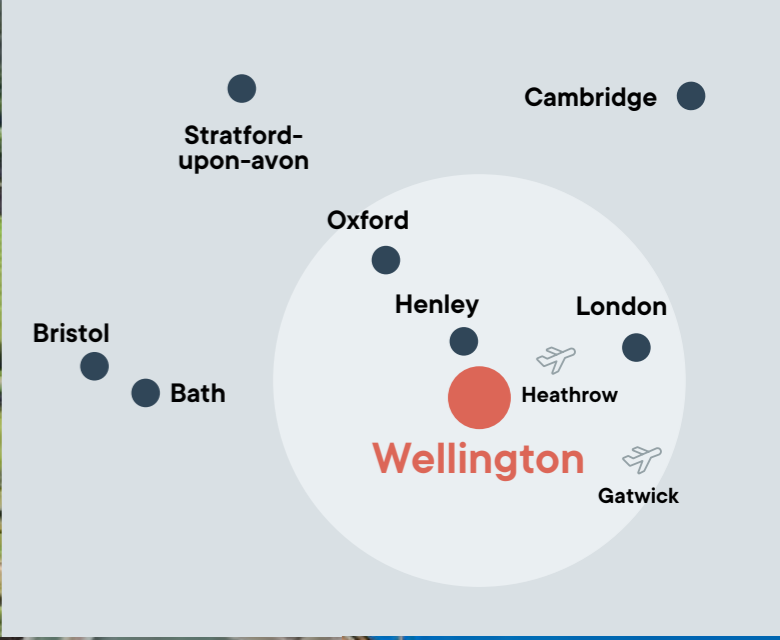 Cambridge
Stratford-
upon-avon
Oxford
Henley
London
Bristol
Bath
Heathrow
Wellington
Gatwick